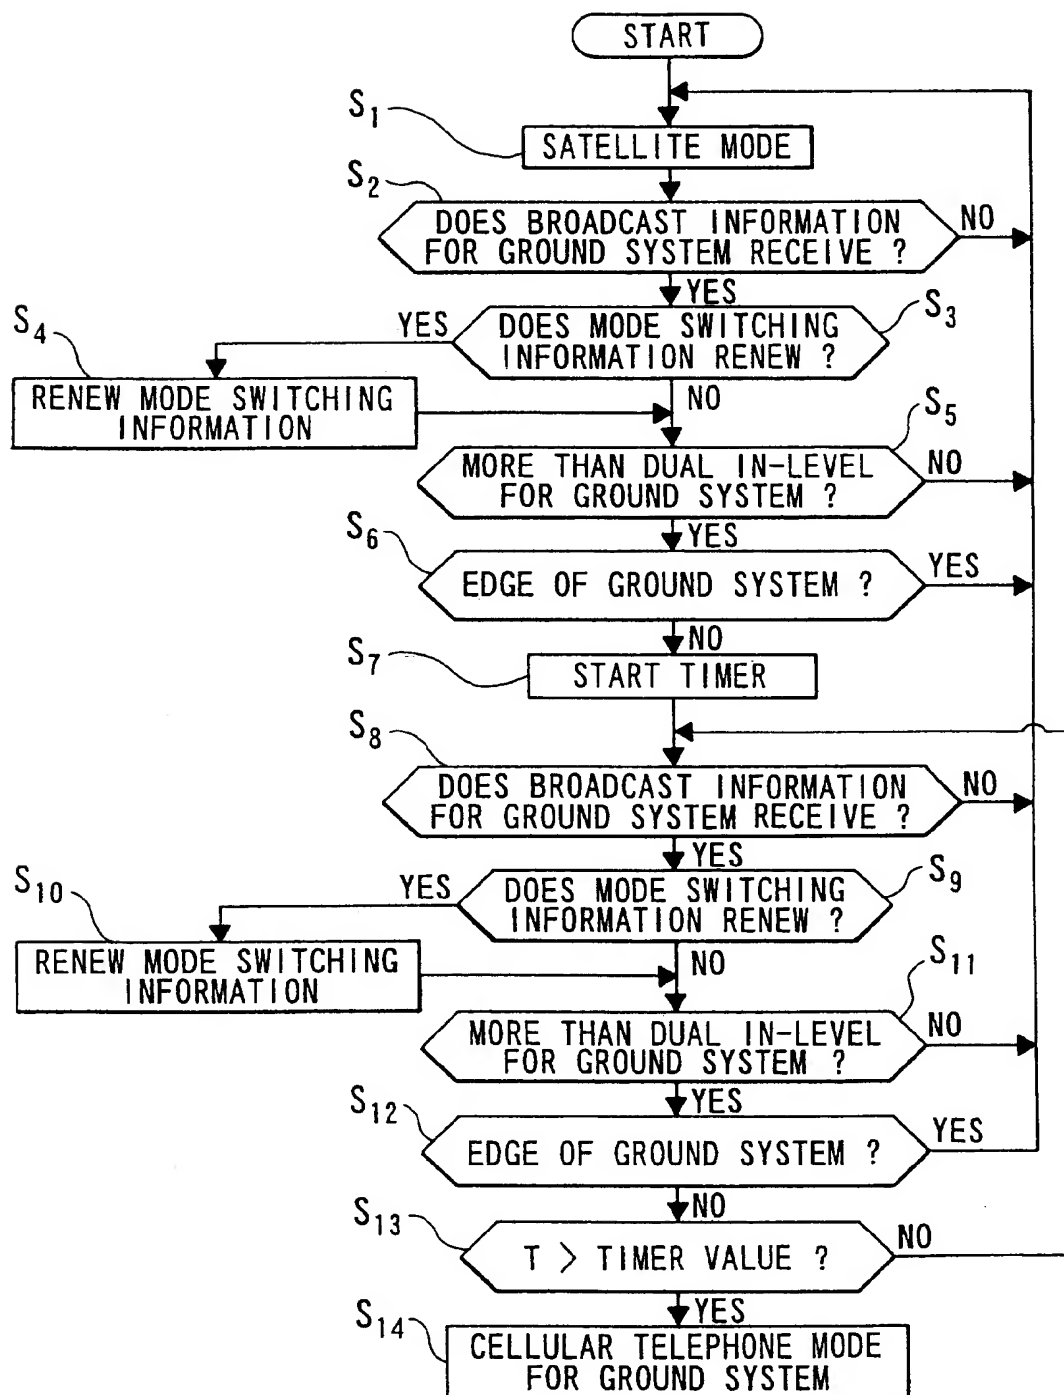 START
S1
SATELLITE MODE
S2
DOES BROADCAST INFORMATION
FOR GROUND SYSTEM RECEIVE ?
NO
YES
S3
DOES MODE SWITCHING
INFORMATION RENEW ?
YES
S4
RENEW MODE SWITCHING
INFORMATION
NO
S5
MORE THAN DUAL IN-LEVEL
FOR GROUND SYSTEM ?
NO
YES
S6
EDGE OF GROUND SYSTEM ?
YES
NO
S7
START TIMER
S8
DOES BROADCAST INFORMATION
FOR GROUND SYSTEM RECEIVE ?
NO
YES
S9
DOES MODE SWITCHING
INFORMATION RENEW ?
YES
S10
RENEW MODE SWITCHING
INFORMATION
NO
S11
MORE THAN DUAL IN-LEVEL
FOR GROUND SYSTEM ?
NO
YES
S12
EDGE OF GROUND SYSTEM ?
YES
NO
S13
T > TIMER VALUE ?
NO
YES
S14
CELLULAR TELEPHONE MODE
FOR GROUND SYSTEM